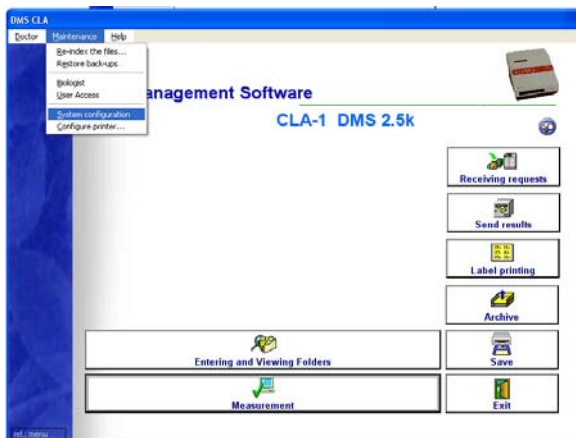 DMS CLA
Doctor Maintenance Help
Re-index the files...
Restore back-ups
Biologist
User Access
System configuration
Configure printer...
anagement Software
CLA-1 DMS 2.5k
Receiving requests
Send results
Label printing
Archive
Entering and Viewing Folders
Save
Measurement
Exit
ref.: menu